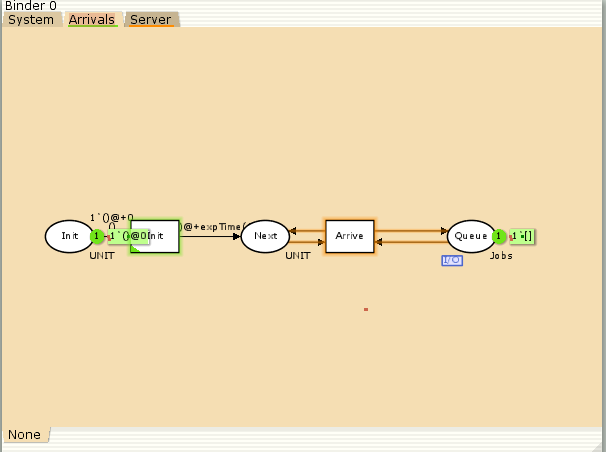 Binder 0
System Arrivals Server
1`()@+0
() )@+expTime(
Init 1 1`()@0 Init Next Arrive Queue 1 1`[]
UNIT UNIT I/O Jobs
None